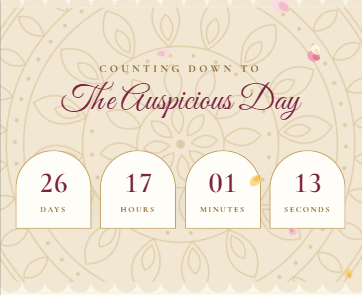 COUNTING DOWN TO
The Auspicious Day
26 17 01 13
DAYS HOURS MINUTES SECONDS